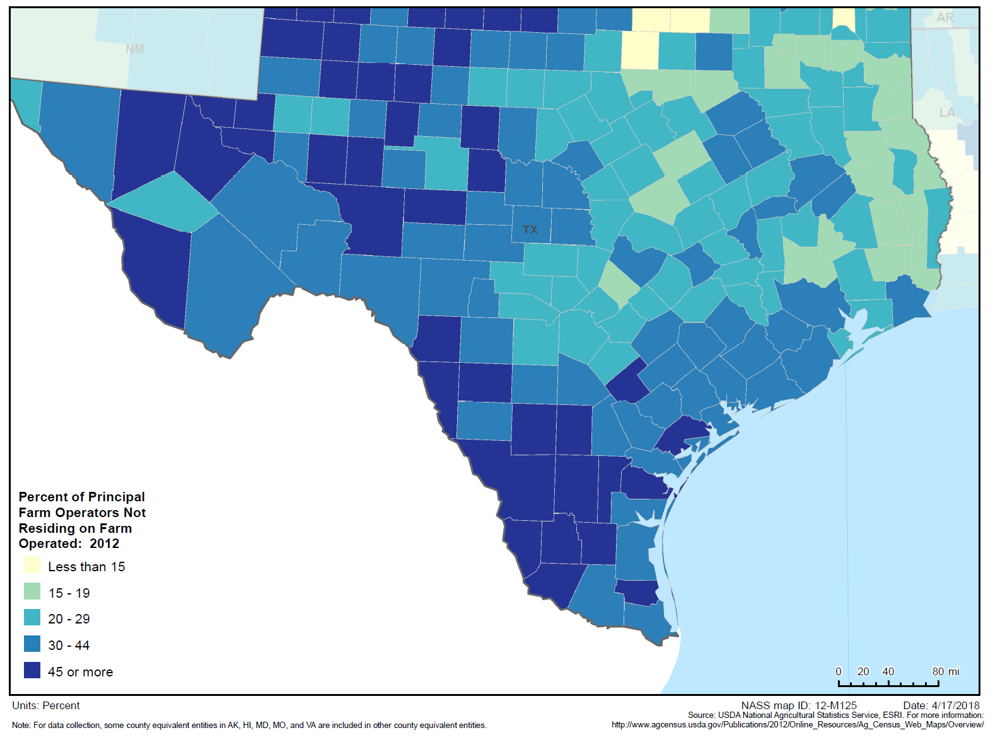 AR
NM
LA
TX
Percent of Principal
Farm Operators Not
Residing on Farm
Operated:  2012
Less than 15
15 - 19
20 - 29
30 - 44
45 or more
0 20 40 80 mi
Units: Percent
NASS map ID: 12-M125 Date: 4/17/2018
Source: USDA National Agricultural Statistics Service, ESRI. For more information:
Note: For data collection, some county equivalent entities in AK, HI, MD, MO, and VA are included in other county equivalent entities.
http://www.agcensus.usda.gov/Publications/2012/Online_Resources/Ag_Census_Web_Maps/Overview/